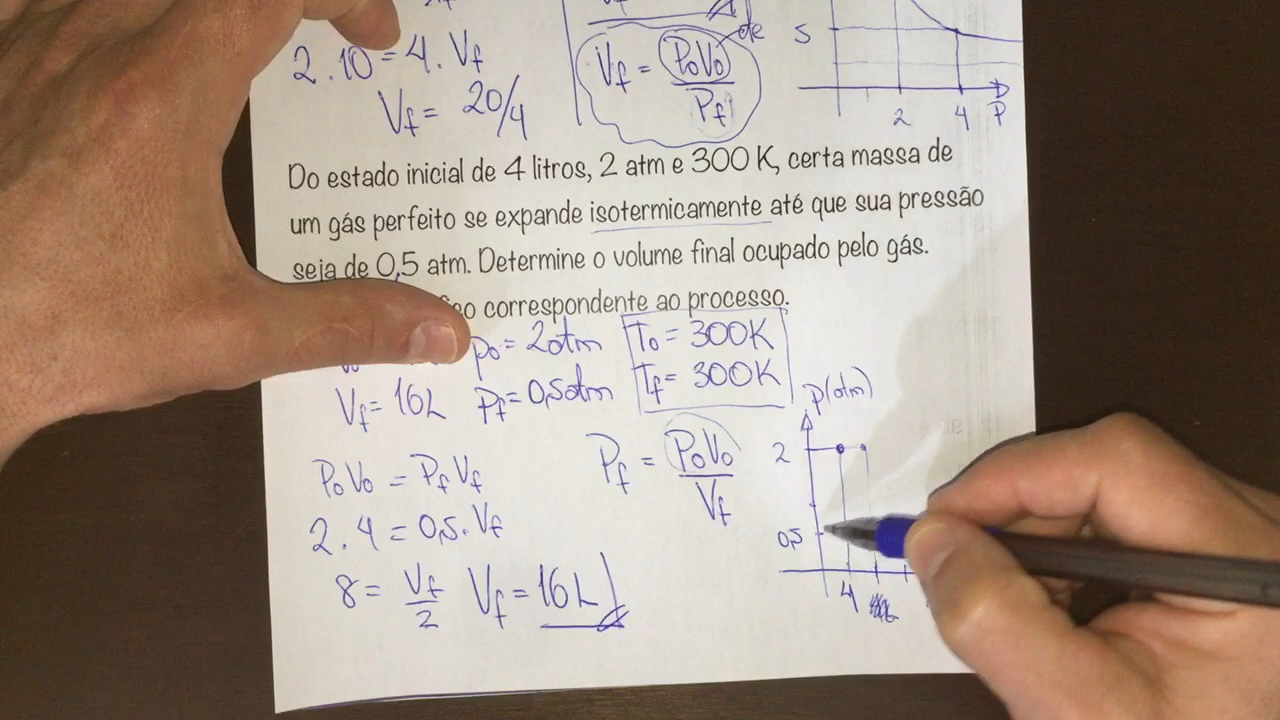 2 . 10 = 4 . Vf
Vf = 20/4
Vf = PoVo / Pf
de
5
2 4 P
Do estado inicial de 4 litros, 2 atm e 300 K, certa massa de
um gás perfeito se expande isotermicamente até que sua pressão
seja de 0,5 atm. Determine o volume final ocupado pelo gás.
correspondente ao processo.
po = 2atm To = 300K
Vf = 16L Pf = 0,5atm Tf = 300K
p(atm)
PoVo = PfVf
Pf = PoVo / Vf
2
2 . 4 = 0,5 . Vf
0,5
8 = Vf/2 Vf = 16L
4